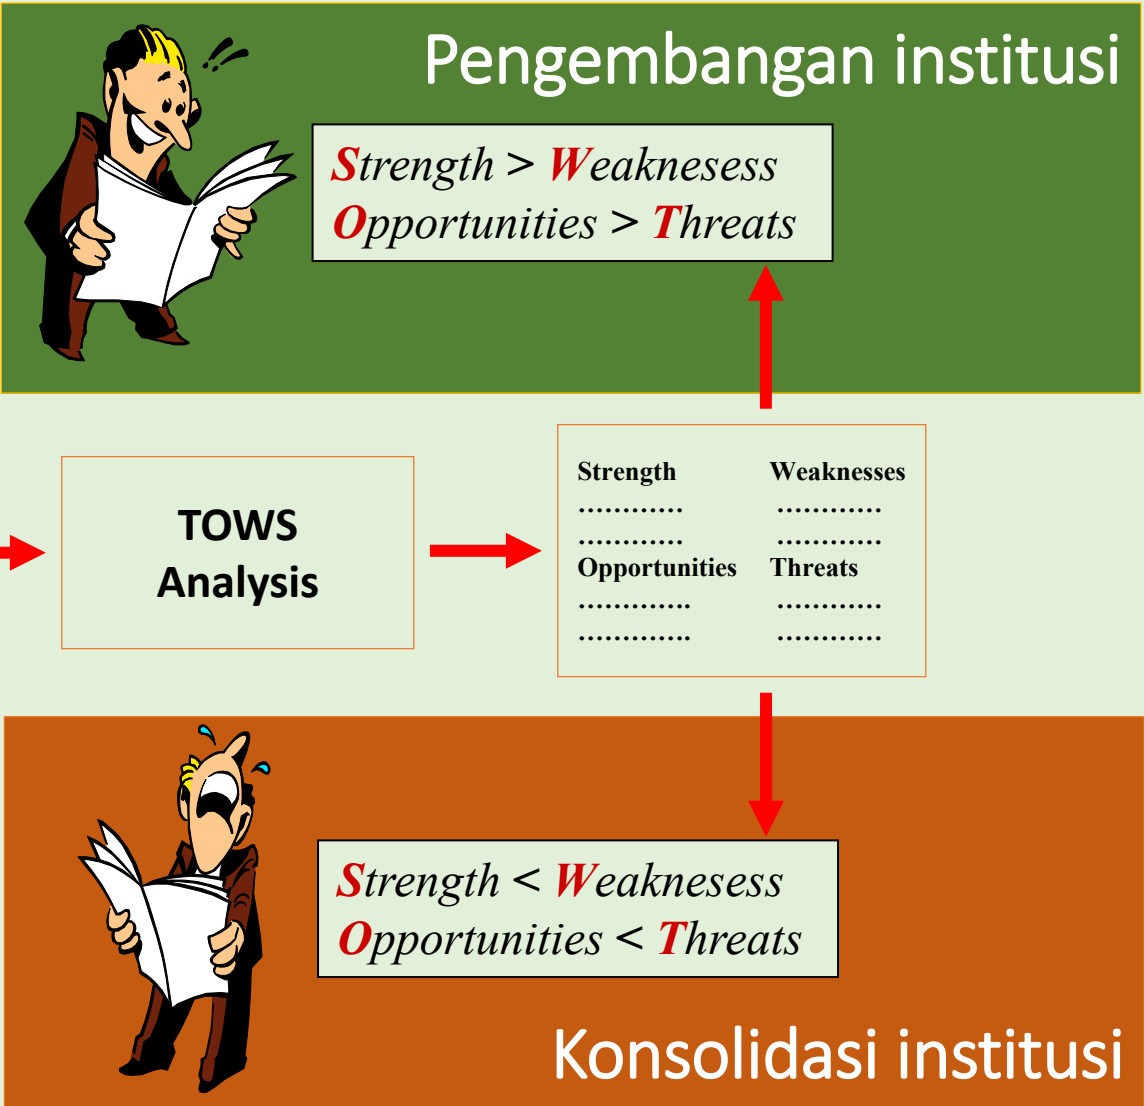 Pengembangan institusi
Strength > Weaknesess
Opportunities > Threats
TOWS
Analysis
Strength Weaknesses
………… …………
………… …………
Opportunities Threats
…………. …………
…………. …………
Strength < Weaknesess
Opportunities < Threats
Konsolidasi institusi